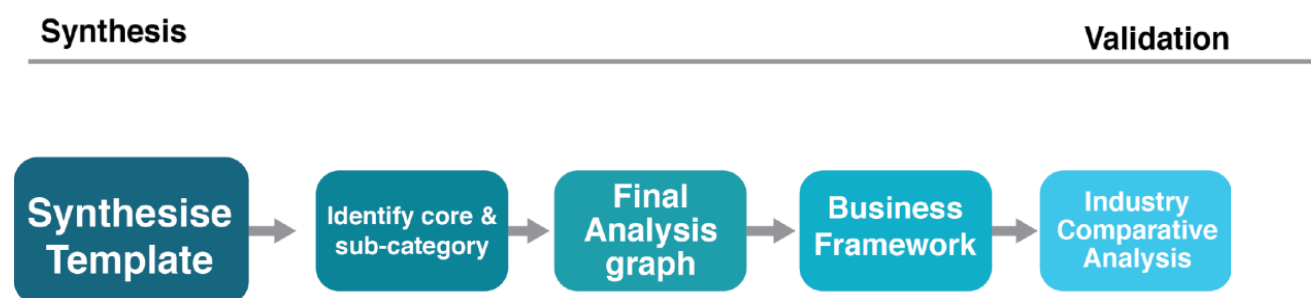 Synthesis
Validation
Synthesise
Template
Identify core &
sub-category
Final
Analysis
graph
Business
Framework
Industry
Comparative
Analysis